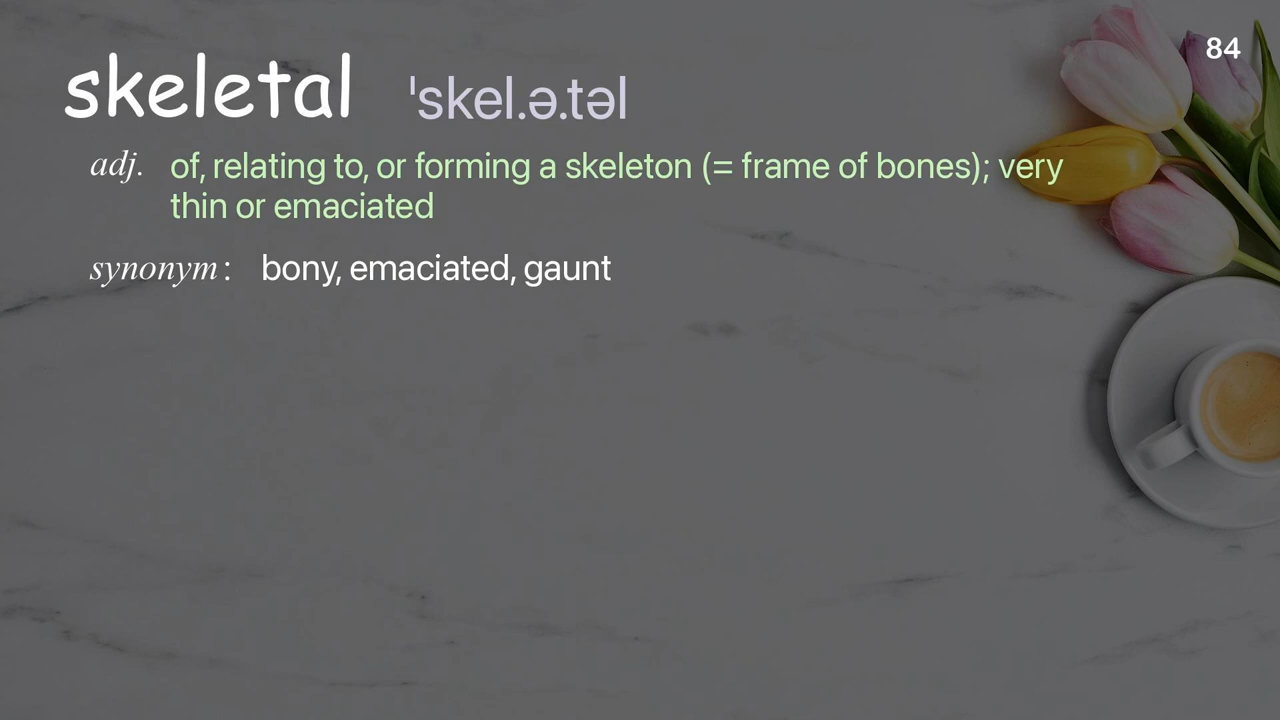 84
skeletal ˈskel.ə.təl
adj. of, relating to, or forming a skeleton (= frame of bones); very
thin or emaciated
synonym: bony, emaciated, gaunt